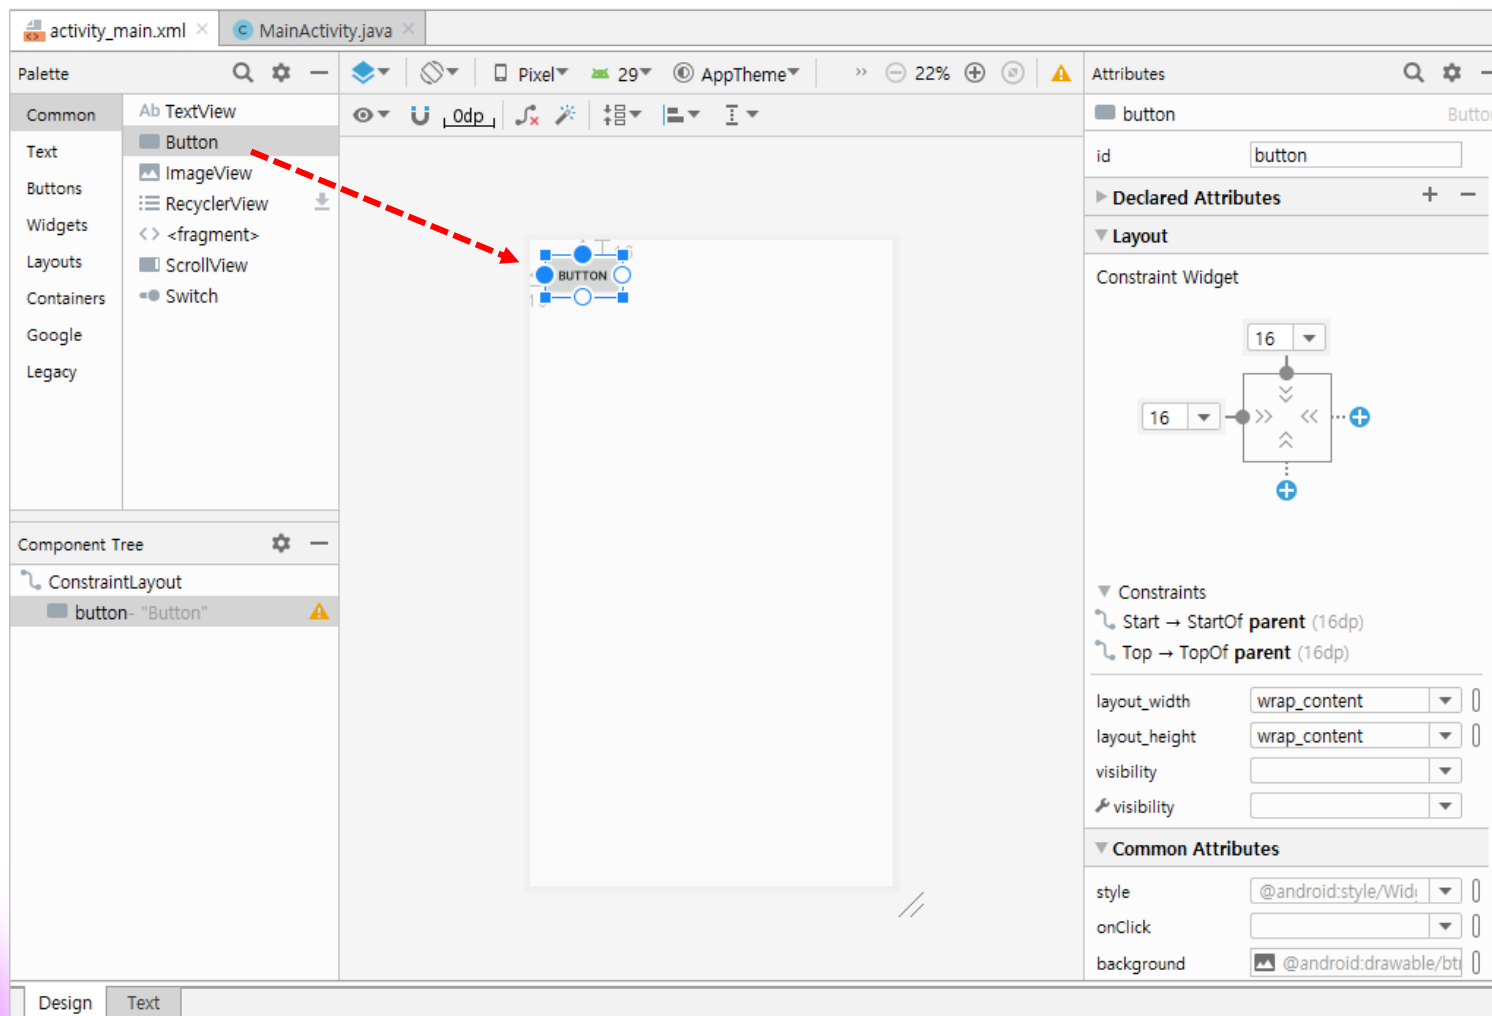 activity_main.xml
MainActivity.java
Palette
Pixel
29
AppTheme
22%
Attributes
Common
Text
Buttons
Widgets
Layouts
Containers
Google
Legacy
Ab TextView
Button
ImageView
RecyclerView
<fragment>
ScrollView
Switch
0dp
16
BUTTON
button
id
button
Declared Attributes
Layout
Constraint Widget
16
16
Component Tree
ConstraintLayout
button- "Button"
Constraints
Start → StartOf parent (16dp)
Top → TopOf parent (16dp)
layout_width wrap_content
layout_height wrap_content
visibility
visibility
Common Attributes
style @android:style/Wid
onClick
background @android:drawable/bt
Design
Text